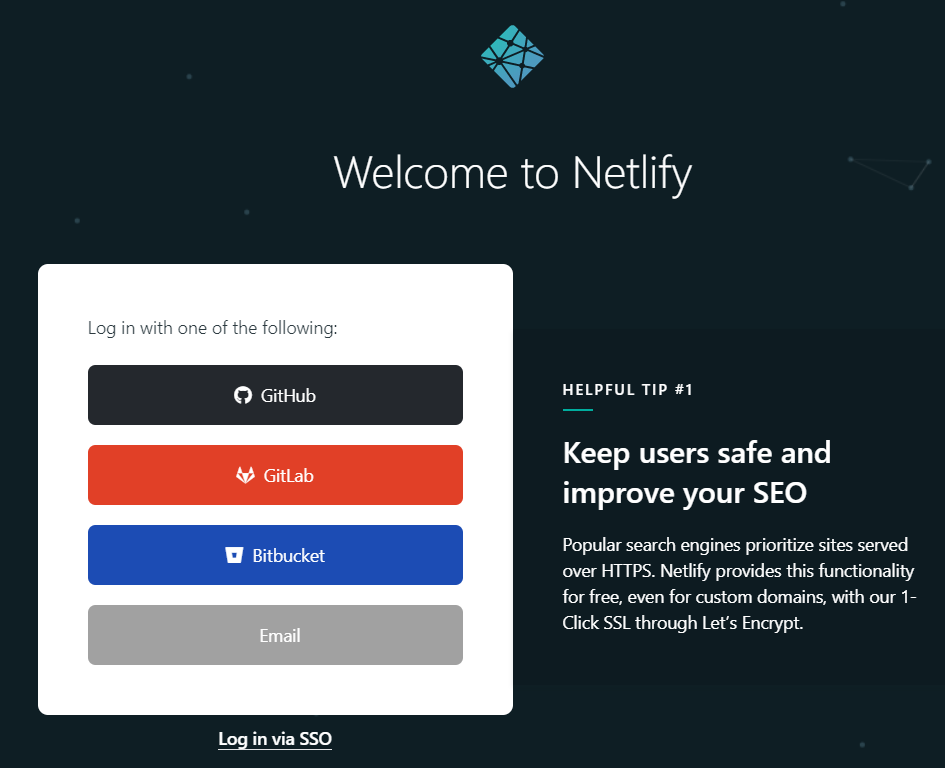 Welcome to Netlify
Log in with one of the following:
GitHub
GitLab
Bitbucket
Email
Log in via SSO
HELPFUL TIP #1
Keep users safe and
improve your SEO
Popular search engines prioritize sites served
over HTTPS. Netlify provides this functionality
for free, even for custom domains, with our 1-
Click SSL through Let’s Encrypt.